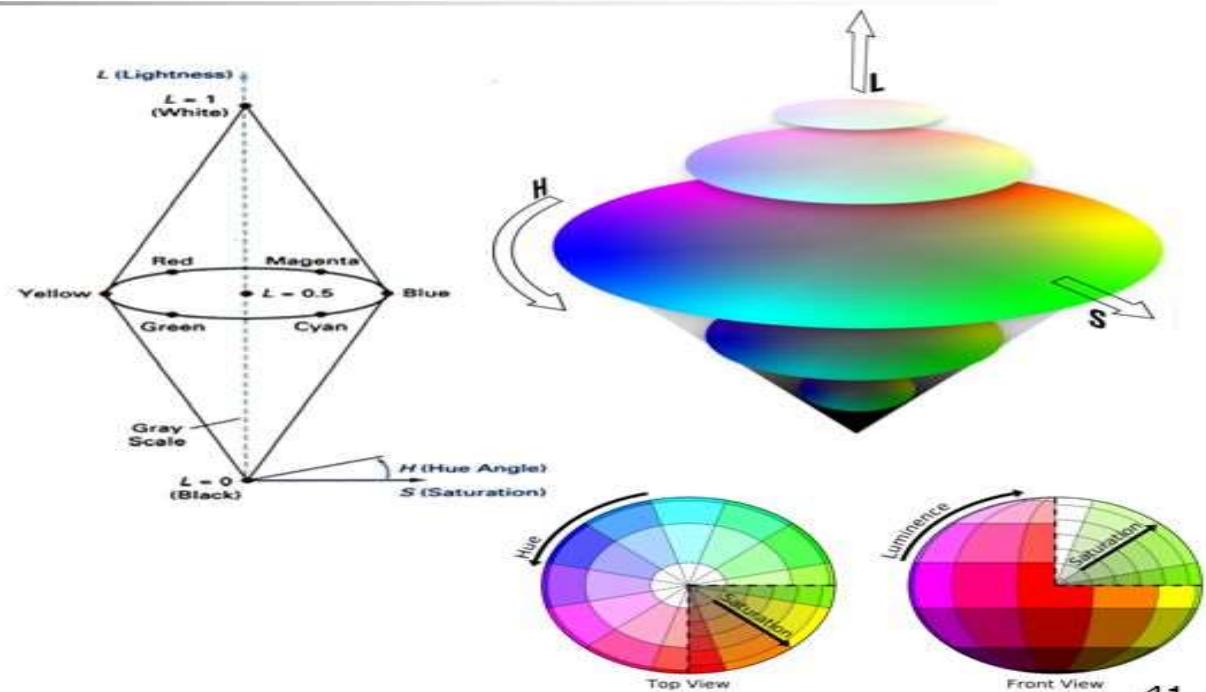 L (Lightness)
L = 1
(White)
Red
Magenta
Yellow
L = 0.5
Blue
Green
Cyan
Gray
Scale
L = 0
(Black)
H (Hue Angle)
S (Saturation)
L
H
S
Hue
Saturation
Top View
Luminence
Saturation
Front View